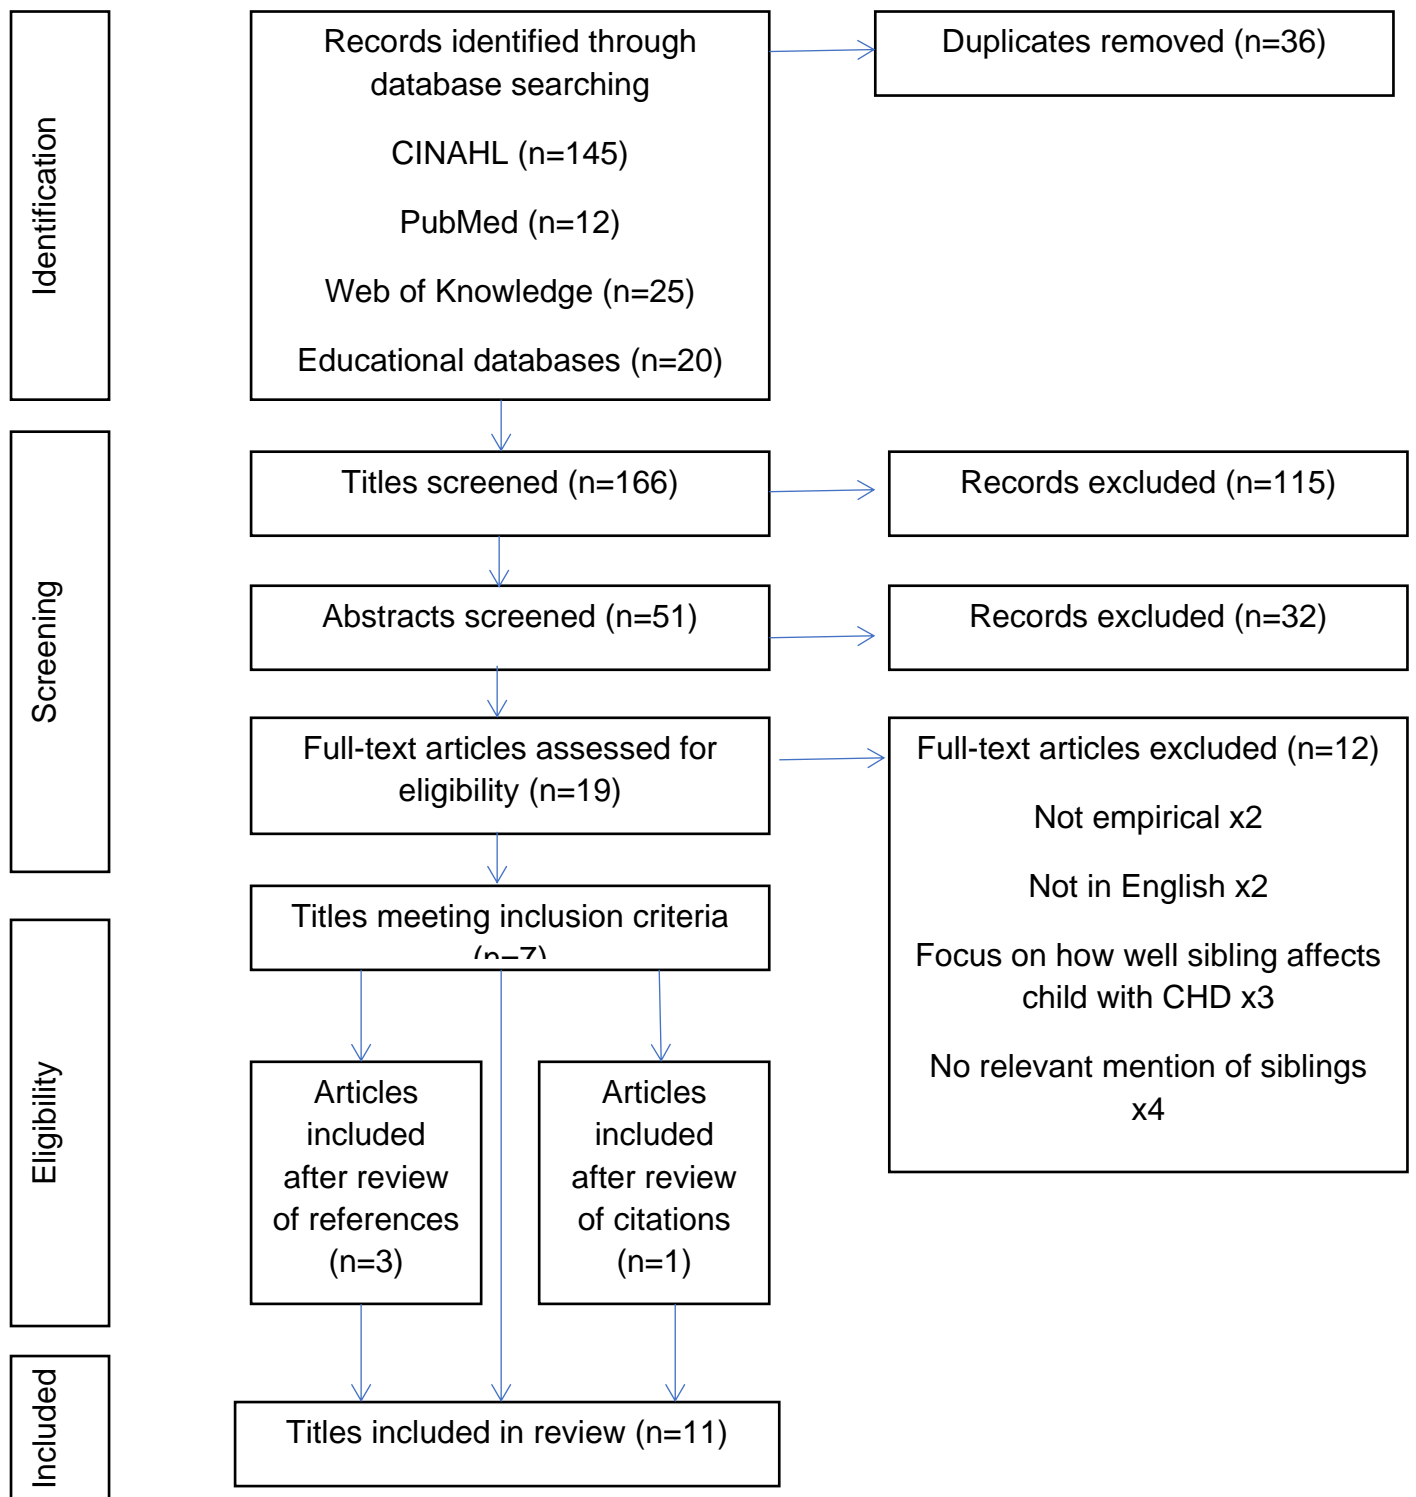 Identification
Records identified through
database searching
CINAHL (n=145)
PubMed (n=12)
Web of Knowledge (n=25)
Educational databases (n=20)
Duplicates removed (n=36)
Screening
Titles screened (n=166)
Records excluded (n=115)
Abstracts screened (n=51)
Records excluded (n=32)
Full-text articles assessed for
eligibility (n=19)
Full-text articles excluded (n=12)
Not empirical x2
Not in English x2
Focus on how well sibling affects
child with CHD x3
No relevant mention of siblings
x4
Eligibility
Titles meeting inclusion criteria
(n=7)
Articles
included
after review
of references
(n=3)
Articles
included
after review
of citations
(n=1)
Included
Titles included in review (n=11)